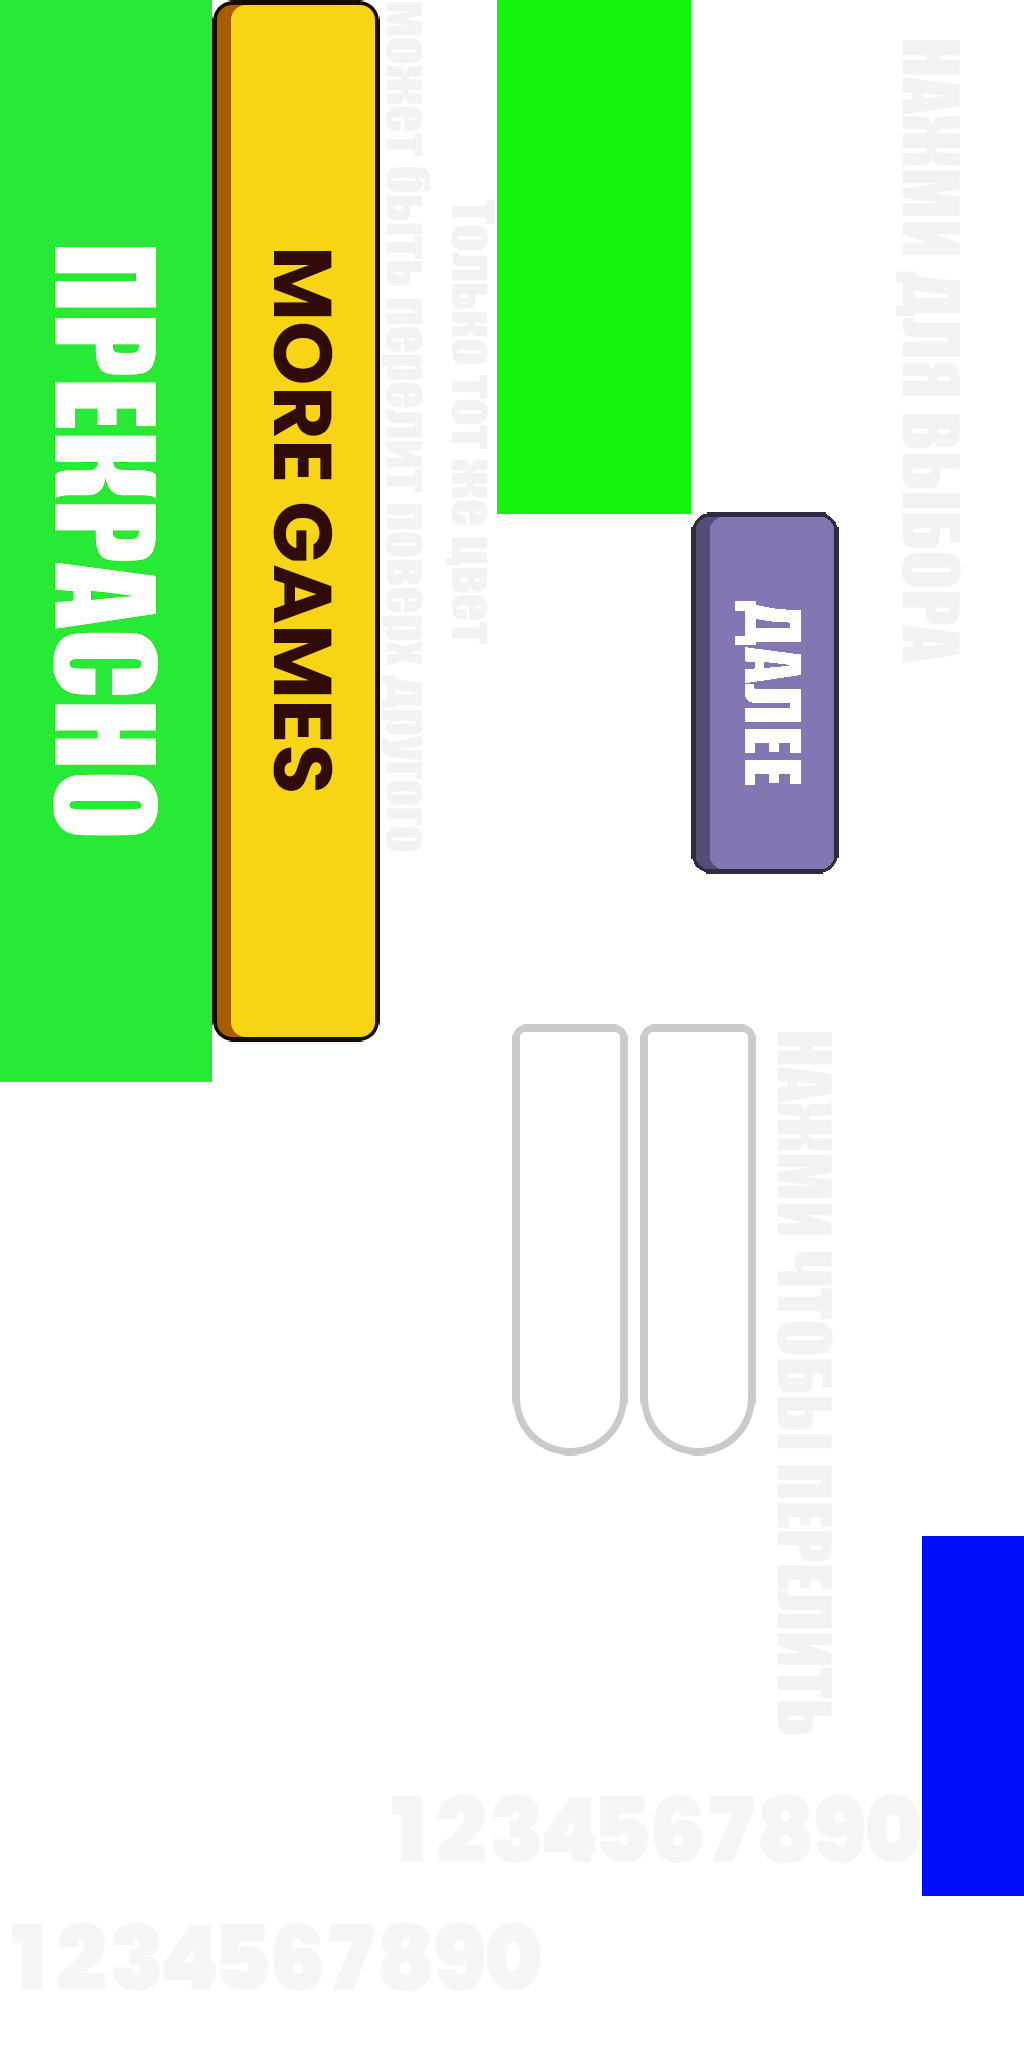 ПРЕКРАСНО
MORE GAMES
может быть перелит поверх другого
только тот же цвет
ДАЛЕЕ
НАЖМИ ДЛЯ ВЫБОРА
НАЖМИ ЧТОБЫ ПЕРЕЛИТЬ
1234567890
1234567890